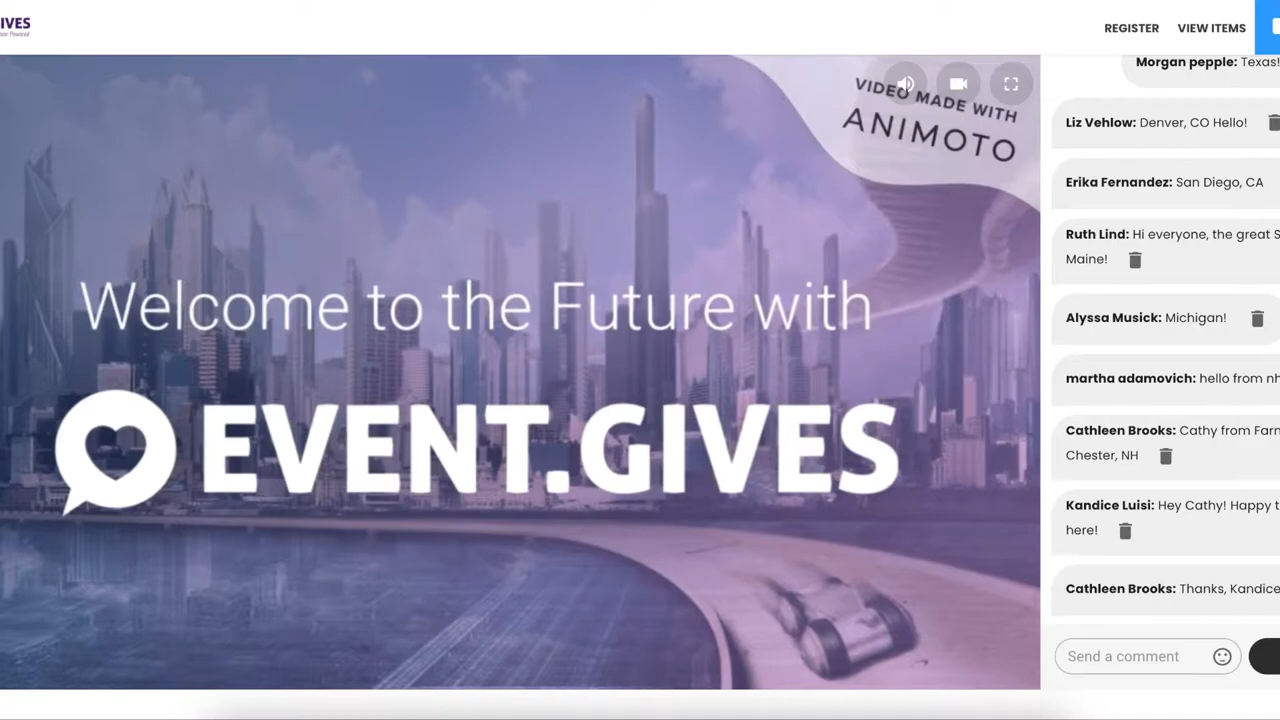 IVES
REGISTER VIEW ITEMS
VIDEO MADE WITH
ANIMOTO
Welcome to the Future with
EVENT.GIVES
Morgan pepple: Texas!
Liz Vehlow: Denver, CO Hello!
Erika Fernandez: San Diego, CA
Ruth Lind: Hi everyone, the great S
Maine!
Alyssa Musick: Michigan!
martha adamovich: hello from nh
Cathleen Brooks: Cathy from Farn
Chester, NH
Kandice Luisi: Hey Cathy! Happy t
here!
Cathleen Brooks: Thanks, Kandice
Send a comment